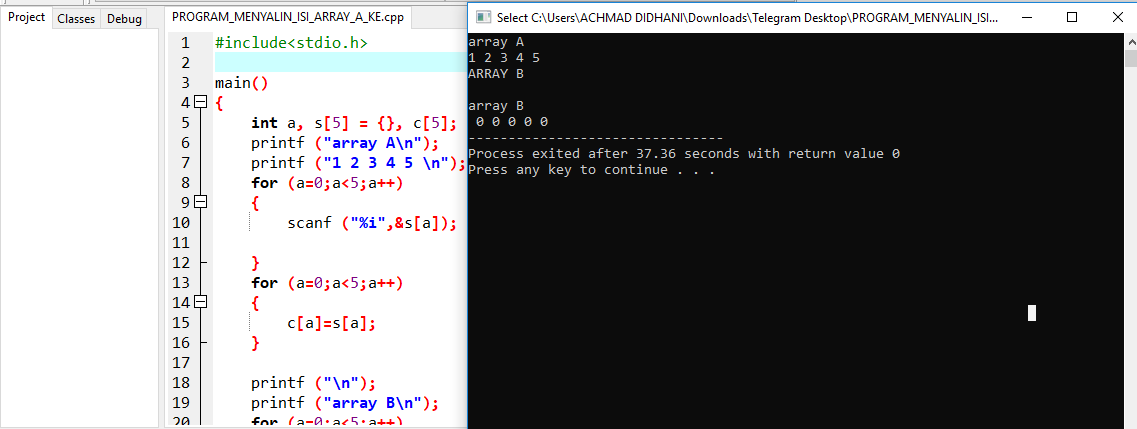 Project Classes Debug
PROGRAM_MENYALIN_ISI_ARRAY_A_KE.cpp
1 #include<stdio.h>
2
3 main()
4 {
5 int a, s[5] = {}, c[5];
6 printf ("array A\n");
7 printf ("1 2 3 4 5 \n");
8 for (a=0;a<5;a++)
9 {
10 scanf ("%i",&s[a]);
11
12 }
13 for (a=0;a<5;a++)
14 {
15 c[a]=s[a];
16 }
17
18 printf ("\n");
19 printf ("array B\n");
20 for (a=0;a<5;a++)
Select C:\Users\ACHMAD DIDHANI\Downloads\Telegram Desktop\PROGRAM_MENYALIN_ISI...
array A
1 2 3 4 5
ARRAY B
array B
0 0 0 0 0
--------------------------------
Process exited after 37.36 seconds with return value 0
Press any key to continue . . .